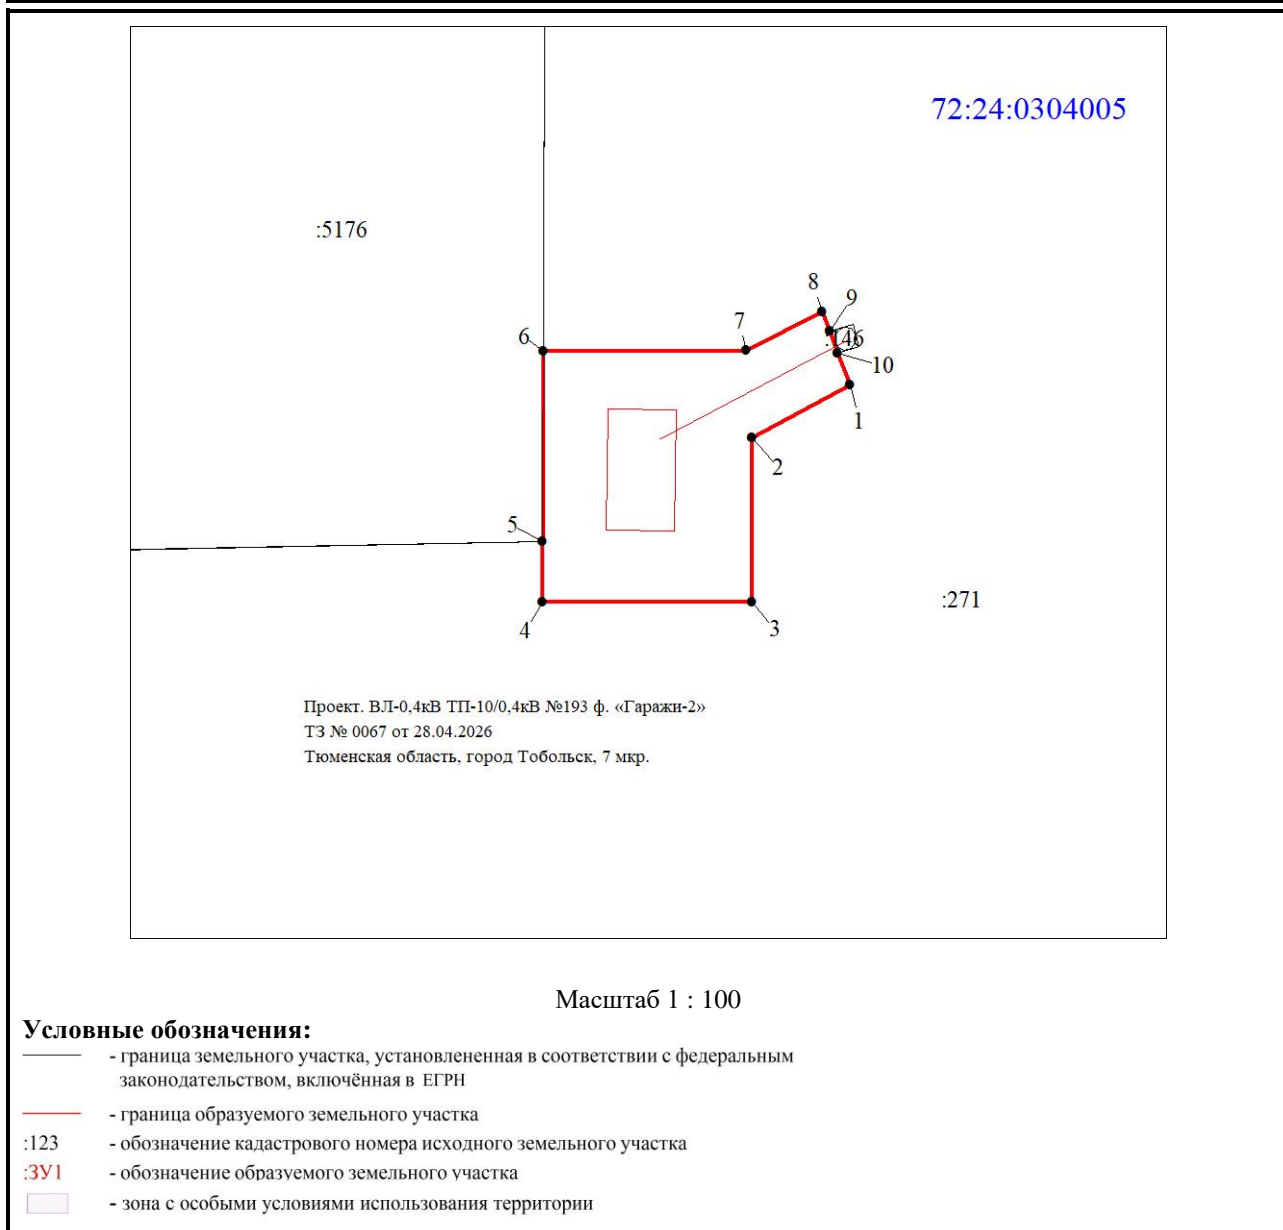 72:24:0304005
:5176
8
9
7
:146
6
10
1
2
5
:271
4
3
Проект. ВЛ-0,4кВ ТП-10/0,4кВ №193 ф. «Гаражи-2»
ТЗ № 0067 от 28.04.2026
Тюменская область, город Тобольск, 7 мкр.
Масштаб 1 : 100
Условные обозначения:
- граница земельного участка, установлененная в соответствии с федеральным
законодательством, включённая в ЕГРН
- граница образуемого земельного участка
:123 - обозначение кадастрового номера исходного земельного участка
:ЗУ1 - обозначение образуемого земельного участка
- зона с особыми условиями использования территории